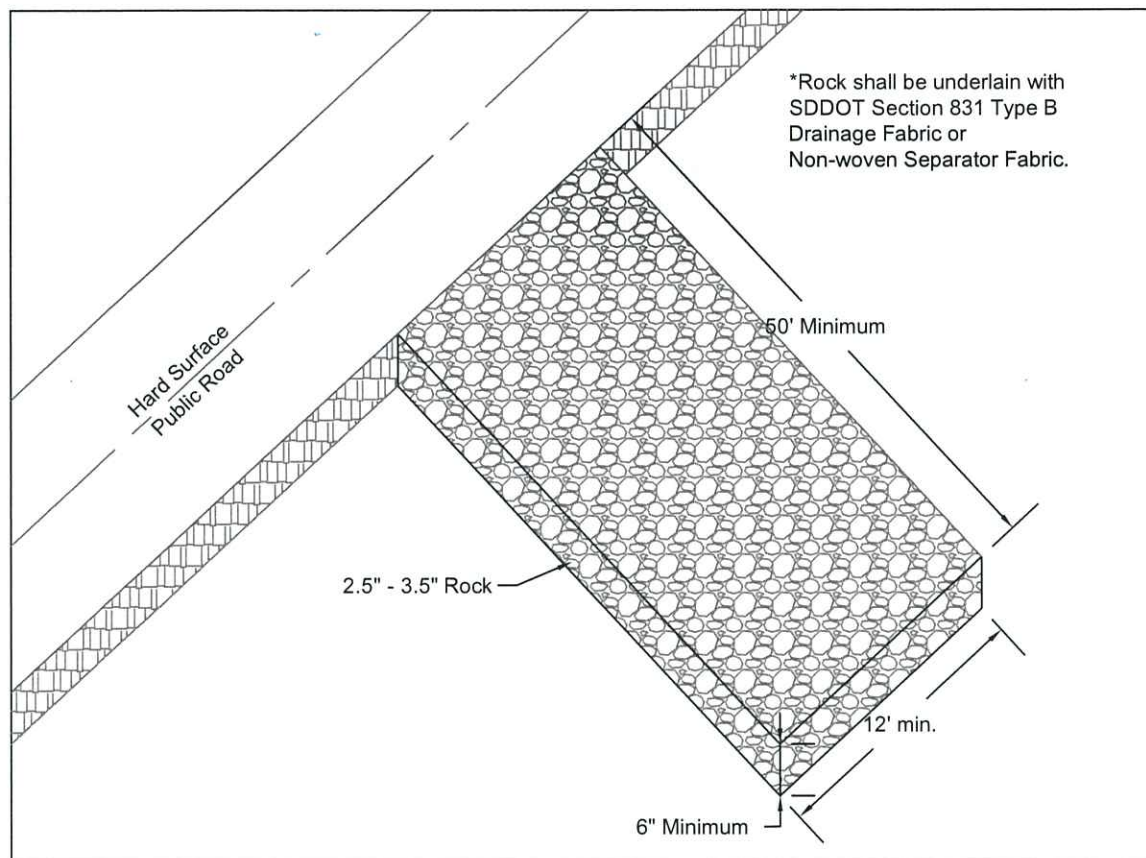 *Rock shall be underlain with
SDDOT Section 831 Type B
Drainage Fabric or
Non-woven Separator Fabric.
50' Minimum
Hard Surface
Public Road
2.5" - 3.5" Rock
12' min.
6" Minimum